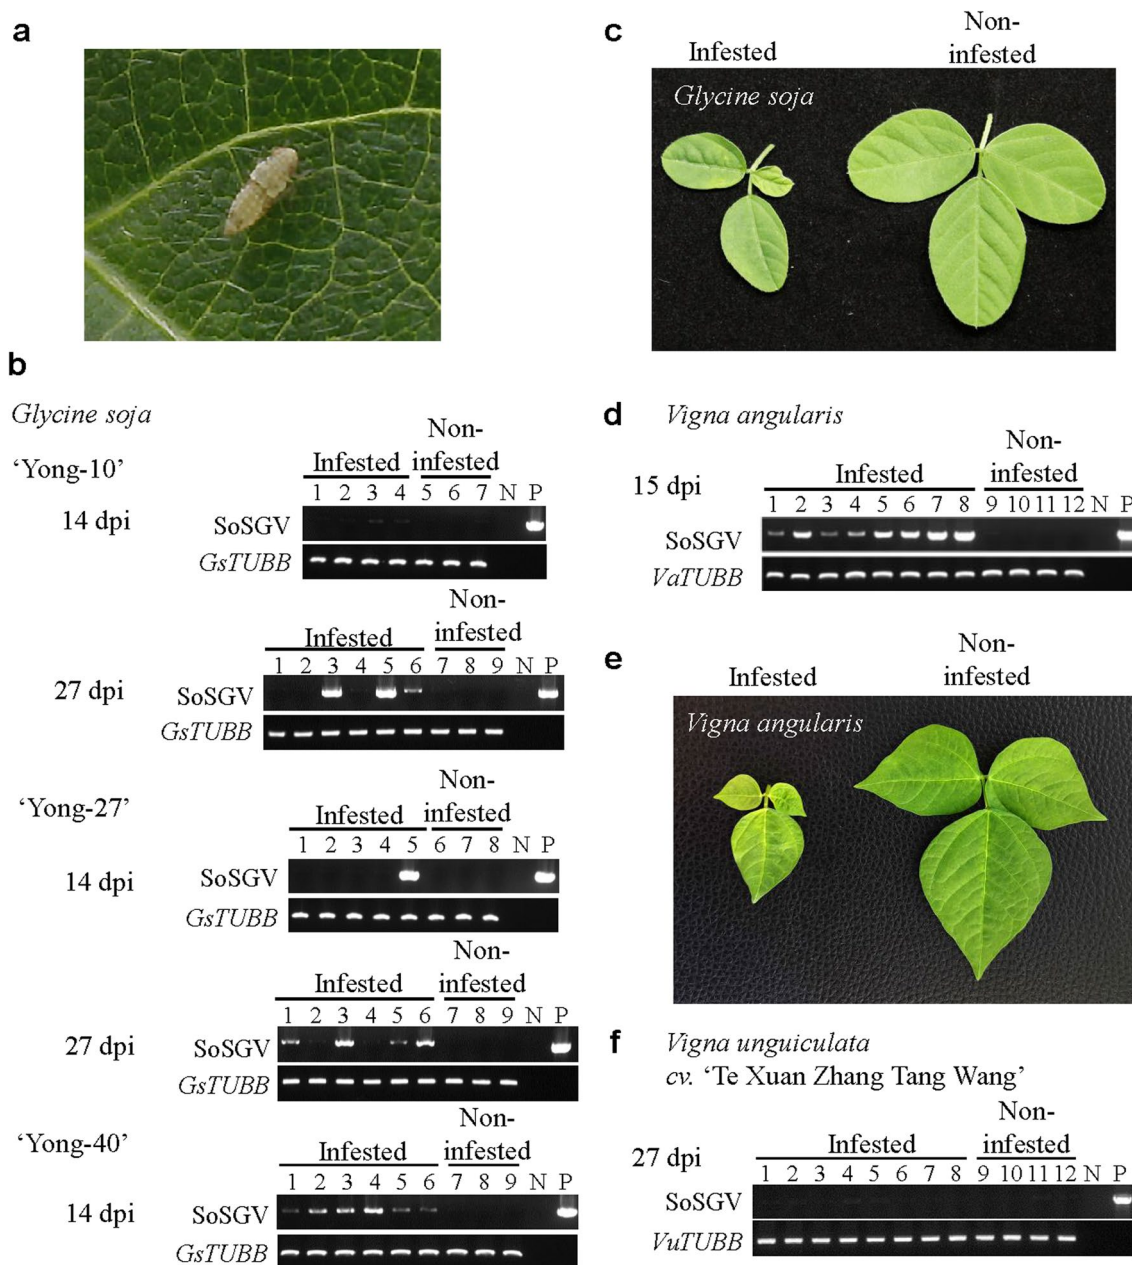 a
b
Glycine soja
‘Yong-10’
14 dpi
Infested
Non-
infested
1 2 3 4 5 6 7 N P
SoSGV
GsTUBB
27 dpi
Infested
Non-
infested
1 2 3 4 5 6 7 8 9 N P
SoSGV
GsTUBB
‘Yong-27’
14 dpi
Infested
Non-
infested
1 2 3 4 5 6 7 8 N P
SoSGV
GsTUBB
27 dpi
Infested
Non-
infested
1 2 3 4 5 6 7 8 9 N P
SoSGV
GsTUBB
‘Yong-40’
14 dpi
Infested
Non-
infested
1 2 3 4 5 6 7 8 9 N P
SoSGV
GsTUBB
c
Infested
Non-
infested
Glycine soja
d
Vigna angularis
15 dpi
Infested
Non-
infested
1 2 3 4 5 6 7 8 9 10 11 12 N P
SoSGV
VaTUBB
e
Infested
Non-
infested
Vigna angularis
f
Vigna unguiculata
cv. ‘Te Xuan Zhang Tang Wang’
27 dpi
Infested
Non-
infested
1 2 3 4 5 6 7 8 9 10 11 12 N P
SoSGV
VuTUBB